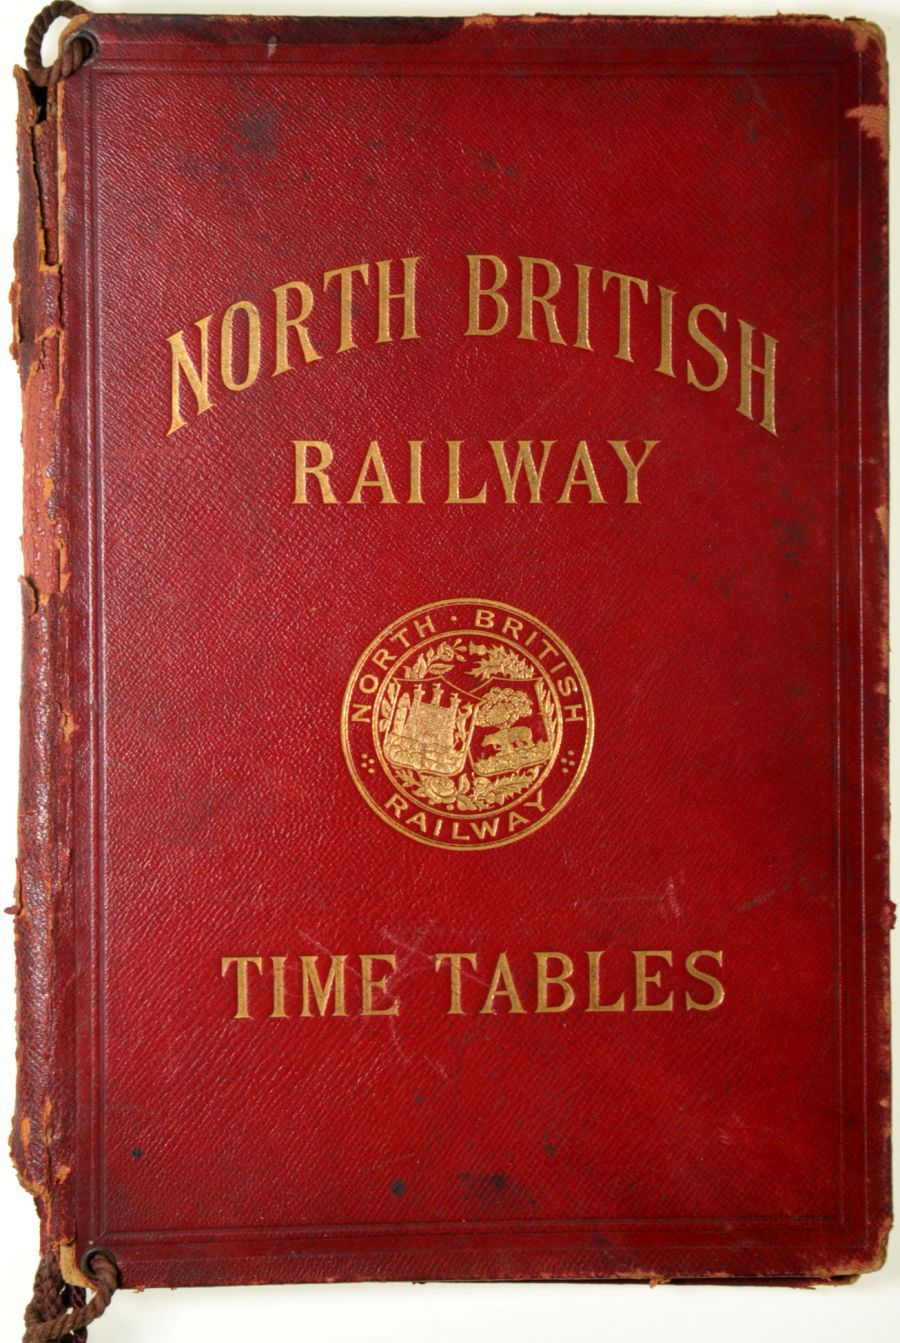 NORTH BRITISH
RAILWAY
NORTH · BRITISH
RAILWAY
TIME TABLES